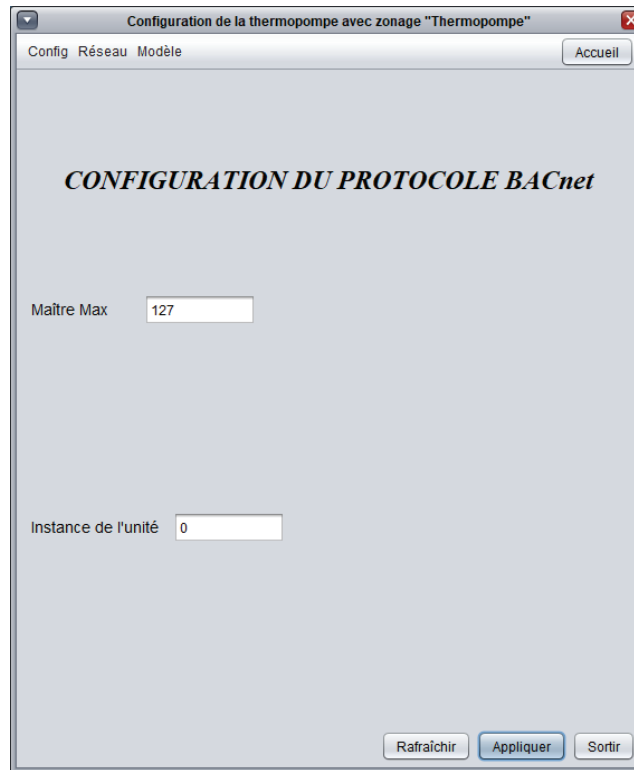 Configuration de la thermopompe avec zonage "Thermopompe"
Config Réseau Modèle Accueil
CONFIGURATION DU PROTOCOLE BACnet
Maître Max 127
Instance de l'unité 0
Rafraîchir Appliquer Sortir